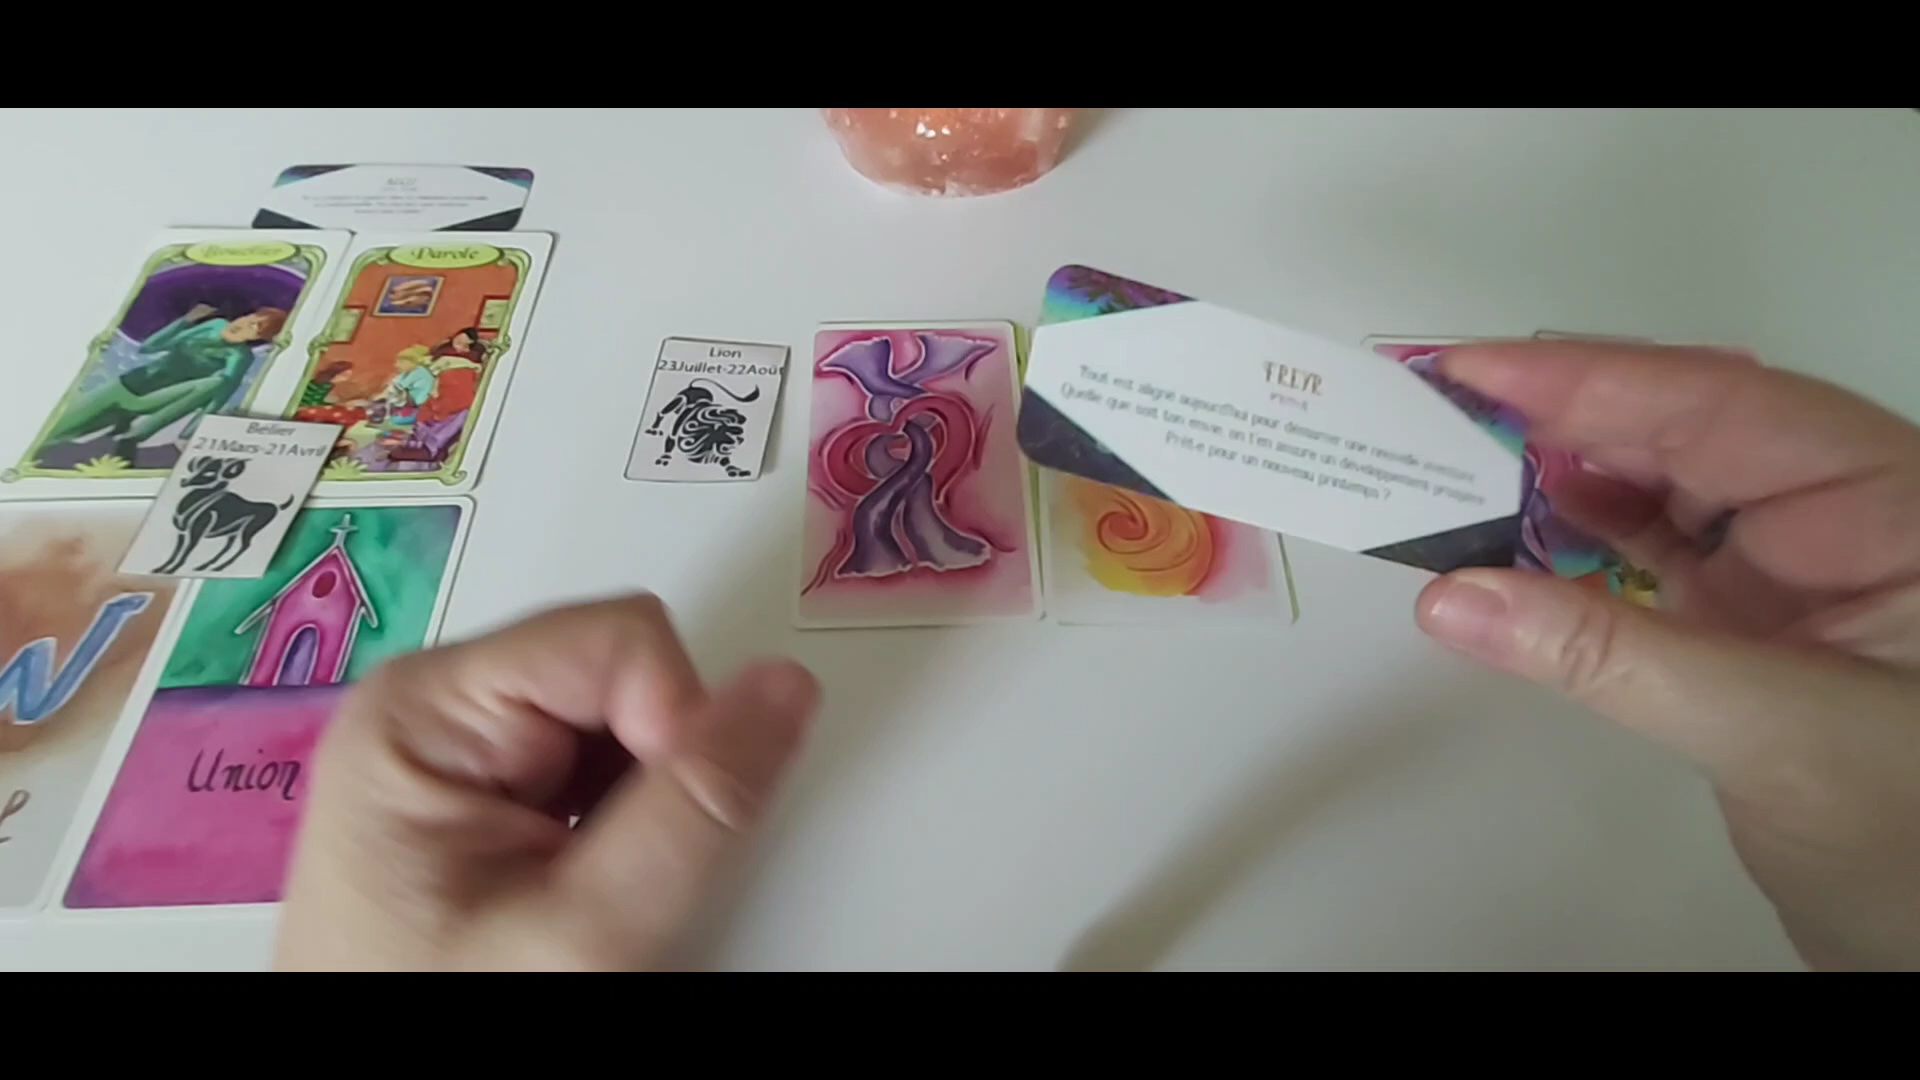 Bouclier
Parole
Bélier
21Mars-21Avril
Union
Lion
23Juillet-22Août
FREYR
Tout est aligné aujourd'hui pour démarrer une nouvelle aventure.
Quelle que soit ton envie, on t'en assure un développement prospère.
Prêt·e pour un nouveau printemps ?